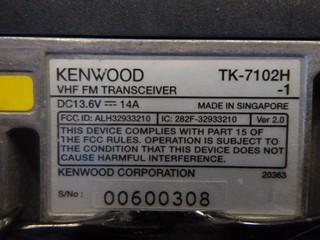 KENWOOD TK-7102H
VHF FM TRANSCEIVER -1
DC13.6V ⎓ 14A MADE IN SINGAPORE
FCC ID: ALH32933210 IC: 282F-32933210 Ver 2.0
THIS DEVICE COMPLIES WITH PART 15 OF
THE FCC RULES. OPERATION IS SUBJECT TO
THE CONDITION THAT THIS DEVICE DOES NOT
CAUSE HARMFUL INTERFERENCE.
KENWOOD CORPORATION 20363
S/No : 00600308